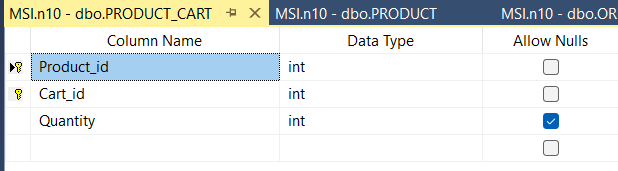 MSI.n10 - dbo.PRODUCT_CART MSI.n10 - dbo.PRODUCT MSI.n10 - dbo.OR
Column Name Data Type Allow Nulls
Product_id int
Cart_id int
Quantity int